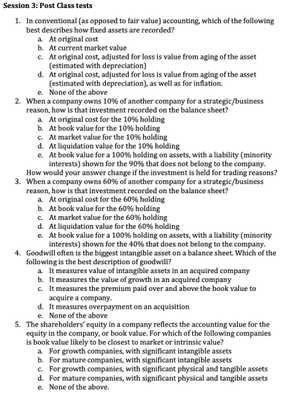 Session 3: Post Class tests
1. In conventional (as opposed to fair value) accounting, which of the following
best describes how fixed assets are recorded?
a. At original cost
b. At current market value
c. At original cost, adjusted for loss is value from aging of the asset
(estimated with depreciation)
d. At original cost, adjusted for loss is value from aging of the asset
(estimated with depreciation), as well as for inflation.
e. None of the above
2. When a company owns 10% of another company for a strategic/business
reason, how is that investment recorded on the balance sheet?
a. At original cost for the 10% holding
b. At book value for the 10% holding
c. At market value for the 10% holding
d. At liquidation value for the 10% holding
e. At book value for a 100% holding on assets, with a liability (minority
interests) shown for the 90% that does not belong to the company.
How would your answer change if the investment is held for trading reasons?
3. When a company owns 60% of another company for a strategic/business
reason, how is that investment recorded on the balance sheet?
a. At original cost for the 60% holding
b. At book value for the 60% holding
c. At market value for the 60% holding
d. At liquidation value for the 60% holding
e. At book value for a 100% holding on assets, with a liability (minority
interests) shown for the 40% that does not belong to the company.
4. Goodwill often is the biggest intangible asset on a balance sheet. Which of the
following is the best description of goodwill?
a. It measures value of intangible assets in an acquired company
b. It measures the value of growth in an acquired company
c. It measures the premium paid over and above the book value to
acquire a company.
d. It measures overpayment on an acquisition
e. None of the above
5. The shareholders' equity in a company reflects the accounting value for the
equity in the company, or book value. For which of the following companies
is book value likely to be closest to market or intrinsic value?
a. For growth companies, with significant intangible assets
b. For mature companies, with significant intangible assets
c. For growth companies, with significant physical and tangible assets
d. For mature companies, with significant physical and tangible assets
e. None of the above.